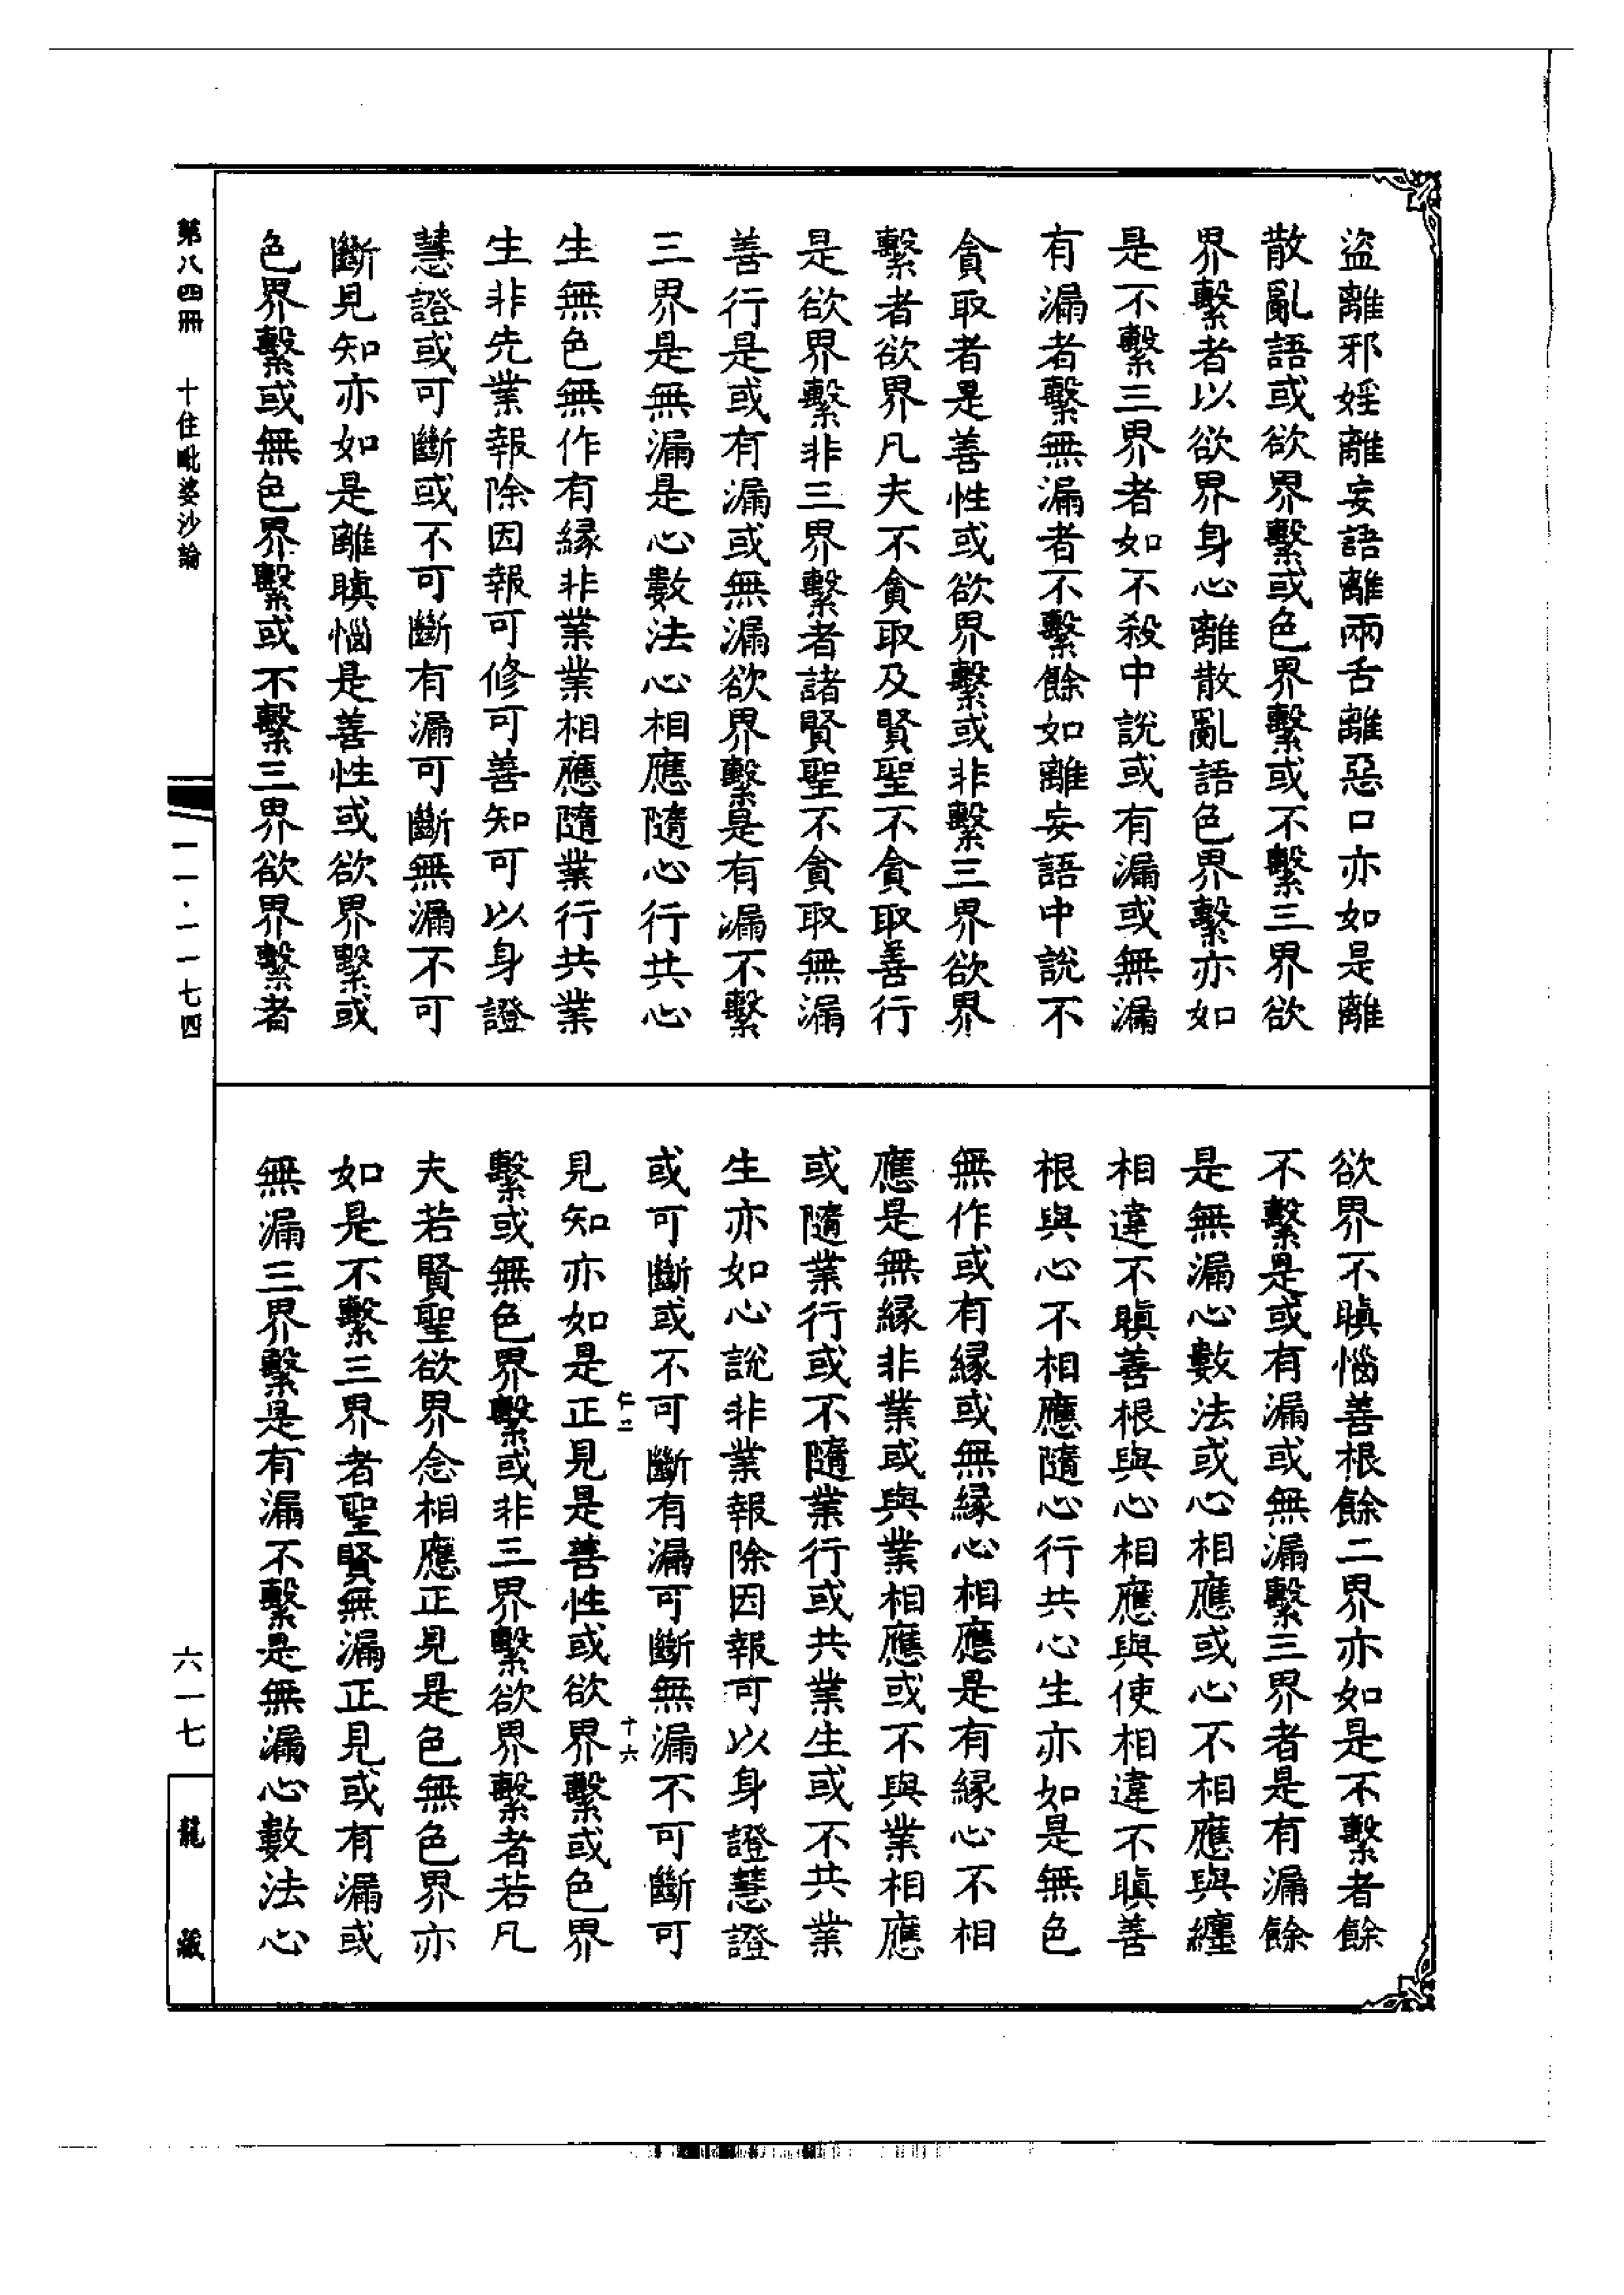 盜離邪婬離妄語離兩舌離惡口亦如是離
散亂語或欲界繫或色界繫或不繫三界欲
界繫者以欲界身心離散亂語色界繫亦如
是不繫三界者如不殺中說或有漏或無漏
有漏者繫無漏者不繫餘如離妄語中說不
貪取者是善性或欲界繫或非繫三界欲界
繫者欲界凡夫不貪取及賢聖不貪取善行
是欲界繫非三界繫者諸賢聖不貪取無漏
善行是或有漏或無漏欲界繫是有漏不繫
三界是無漏是心數法心相應隨心行共心
生無色無作有緣非業業相應隨業行共業
生非先業報除因報可修可善知可以身證
慧證或可斷或不可斷有漏可斷無漏不可
斷見知亦如是離瞋惱是善性或欲界繫或
色界繫或無色界繫或不繫三界欲界繫者
欲界不瞋惱善根餘二界亦如是不繫者餘
不繫是或有漏或無漏繫三界者是有漏餘
是無漏心數法或心相應或心不相應與纏
相違不瞋善根與心相應與使相違不瞋善
根與心不相應隨心行共心生亦如是無色
無作或有緣或無緣心相應是有緣心不相
應是無緣非業或與業相應或不與業相應
或隨業行或不隨業行或共業生或不共業
生亦如心說非業報除因報可以身證慧證
或可斷或不可斷有漏可斷無漏不可斷可
仁二
十六
見知亦如是正見是善性或欲界繫或色界
繫或無色界繫或非三界繫欲界繫者若凡
夫若賢聖欲界念相應正見是色無色界亦
如是不繫三界者聖賢無漏正見或有漏或
無漏三界繫是有漏不繫是無漏心數法心
第八四冊 十住毗婆沙論
一一·一一七四
六一七
龍藏